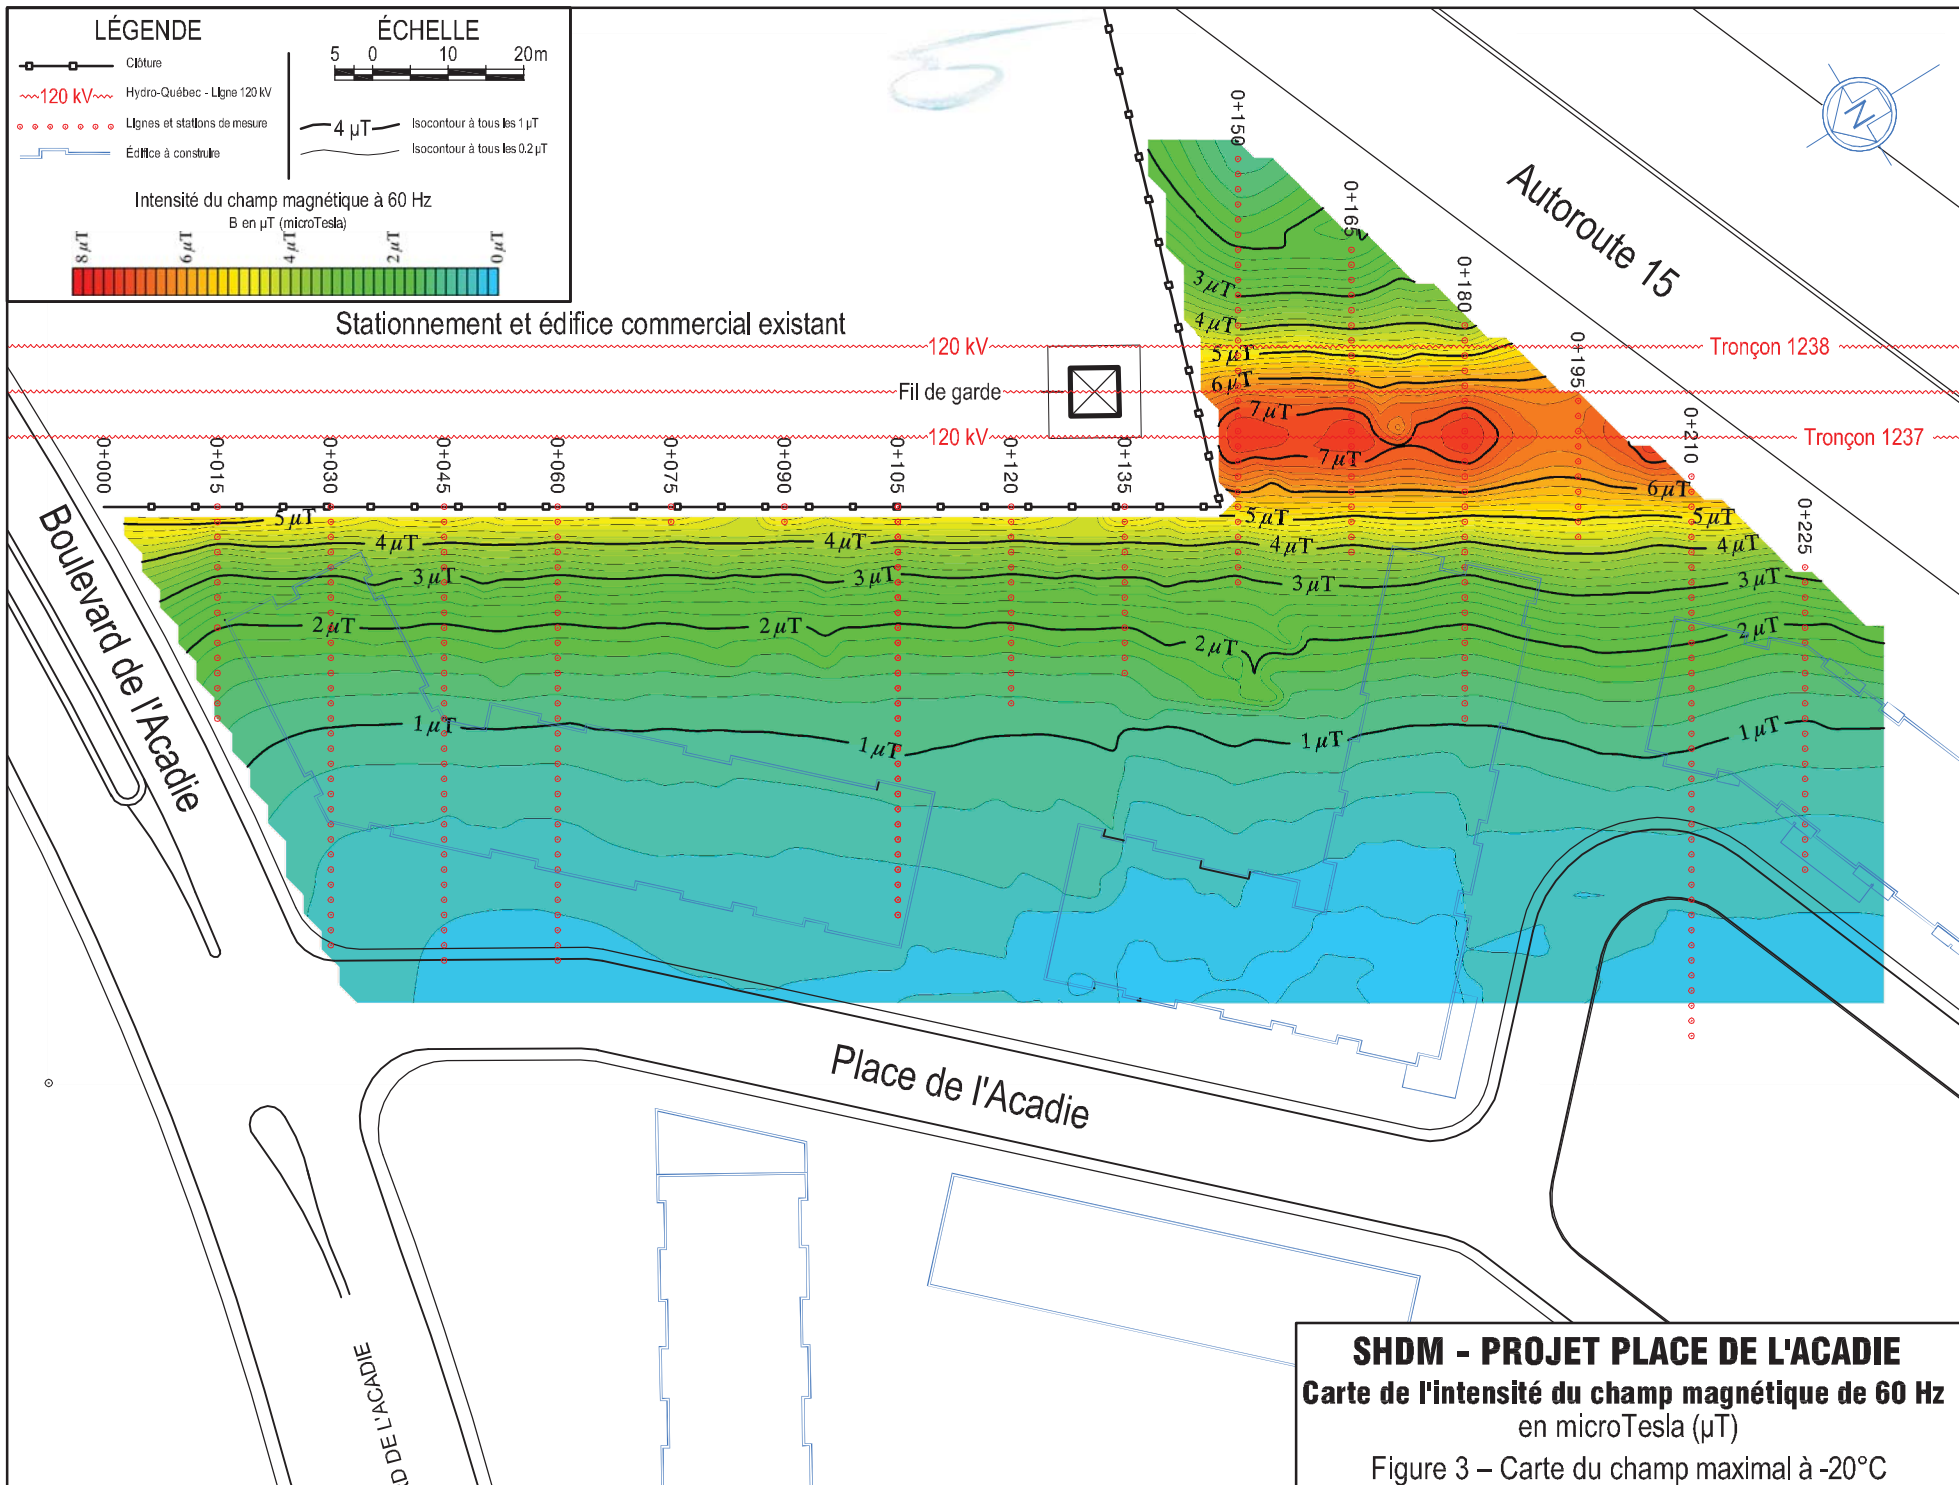 LÉGENDE
Clôture
120 kV
Hydro-Québec - Ligne 120 kV
Lignes et stations de mesure
Édifice à construire
ÉCHELLE
5 0 10 20m
4 µT
Isocontour à tous les 1 µT
Isocontour à tous les 0.2 µT
Intensité du champ magnétique à 60 Hz
B en µT (microTesla)
8 µT 6 µT 4 µT 2 µT 0 µT
Stationnement et édifice commercial existant
120 kV
Fil de garde
120 kV
Autoroute 15
N
Tronçon 1238
Tronçon 1237
0+000 0+015 0+030 0+045 0+060 0+075 0+090 0+105 0+120 0+135
0+150 0+165 0+180 0+195 0+210 0+225
3 µT
4 µT
5 µT
6 µT
7 µT
7 µT
6 µT
5 µT 5 µT 5 µT
4 µT 4 µT 4 µT 4 µT
3 µT 3 µT 3 µT 3 µT
2 µT 2 µT 2 µT 2 µT
1 µT 1 µT 1 µT 1 µT
Boulevard de l'Acadie
Place de l'Acadie
D DE L'ACADIE
SHDM - PROJET PLACE DE L'ACADIE
Carte de l'intensité du champ magnétique de 60 Hz
en microTesla (µT)
Figure 3 – Carte du champ maximal à -20°C